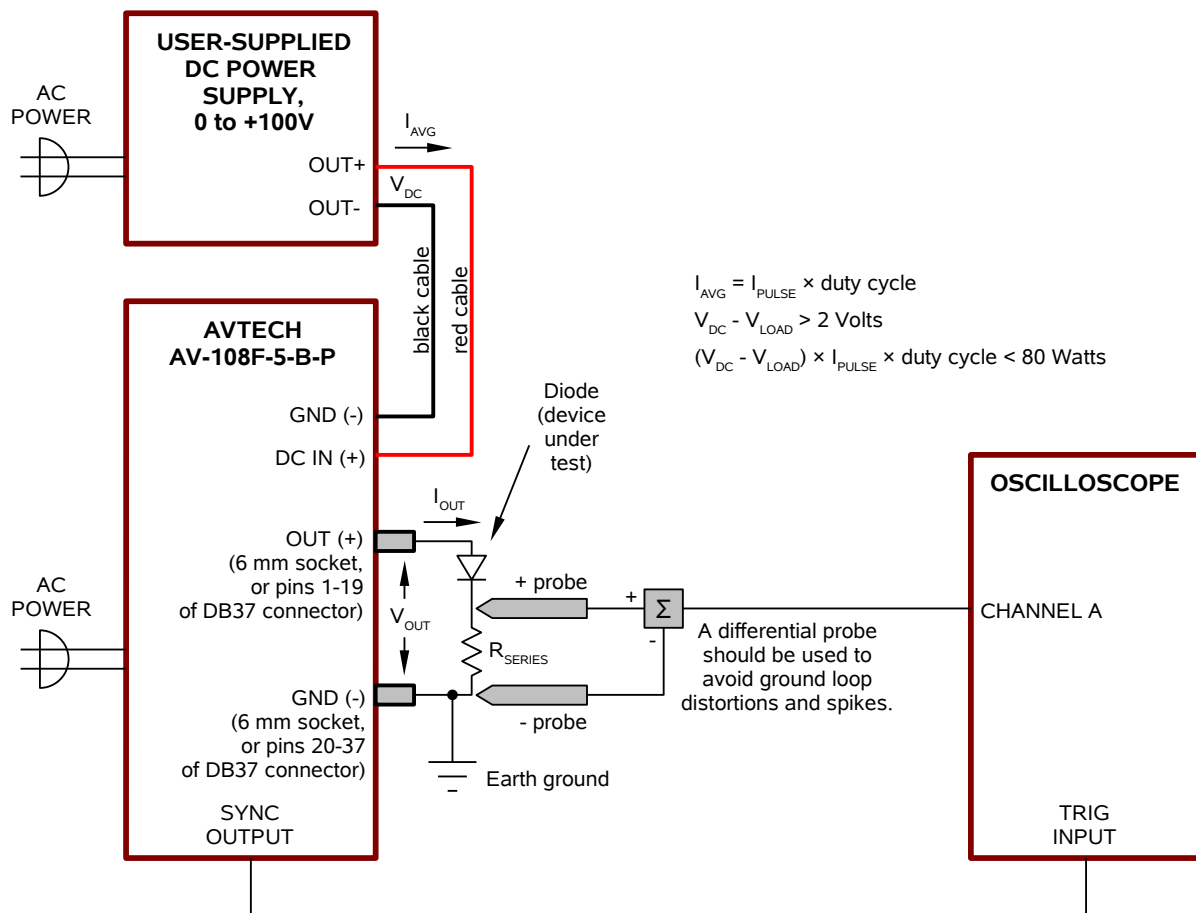 USER-SUPPLIED
DC POWER
SUPPLY,
0 to +100V
AC
POWER
I_AVG
OUT+
V_DC
OUT-
black cable
red cable
I_AVG = I_PULSE × duty cycle
V_DC - V_LOAD > 2 Volts
(V_DC - V_LOAD) × I_PULSE × duty cycle < 80 Watts
AVTECH
AV-108F-5-B-P
GND (-)
DC IN (+)
Diode
(device
under
test)
I_OUT
OUT (+)
(6 mm socket,
or pins 1-19
of DB37 connector)
AC
POWER
V_OUT
+ probe
+
Σ
-
R_SERIES
- probe
GND (-)
(6 mm socket,
or pins 20-37
of DB37 connector)
Earth ground
SYNC
OUTPUT
A differential probe
should be used to
avoid ground loop
distortions and spikes.
OSCILLOSCOPE
CHANNEL A
TRIG
INPUT